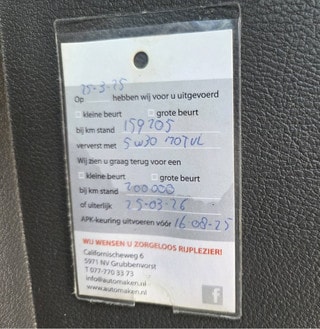 25-3-25
Op hebben wij voor u uitgevoerd
kleine beurt grote beurt
bij km stand 159205
ververst met 5W30 MOTUL
Wij zien u graag terug voor een
kleine beurt grote beurt
bij km stand 200000
of uiterlijk 25-03-26
APK-keuring uitvoeren vóór 16 08-25
WIJ WENSEN U ZORGELOOS RIJPLEZIER!
Californischeweg 6
5971 NV Grubbenvorst
T 077-770 33 73
info@automaken.nl
www.automaken.nl
f